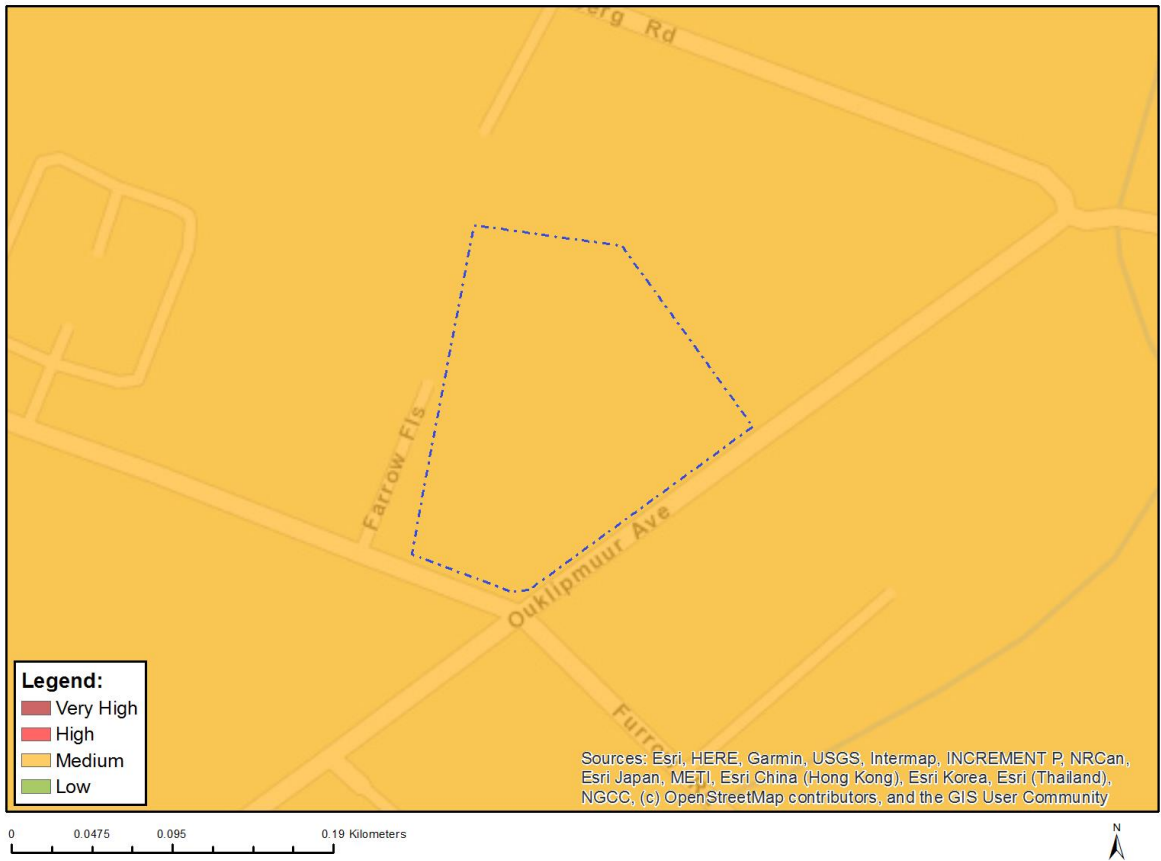 Farrow Fls
Ouklipmuur Ave
Legend:
Very High
High
Medium
Low
Sources: Esri, HERE, Garmin, USGS, Intermap, INCREMENT P, NRCan,
Esri Japan, METI, Esri China (Hong Kong), Esri Korea, Esri (Thailand),
NGCC, (c) OpenStreetMap contributors, and the GIS User Community
0 0.0475 0.095 0.19 Kilometers
N